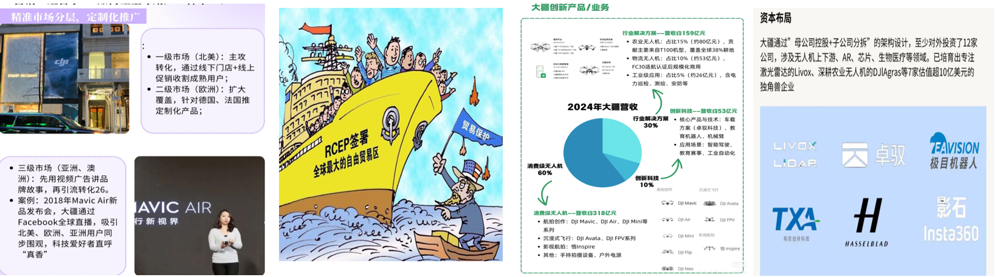 精准市场分层，定制化推广
dji
:
• 一级市场（北美）：主攻
转化，通过线下门店+线上
促销收割成熟用户；
• 二级市场（欧洲）：扩大
覆盖，针对德国、法国推
定制化产品；
• 三级市场（亚洲、澳
洲）：先用视频广告讲品
牌故事，再引流转化26。
• 案例：2018年Mavic Air新
品发布会，大疆通过
Facebook全球直播，吸引
北美、欧洲、亚洲用户同
步围观，科技爱好者直呼
“真香”
MAVIC AIR
行新视界
RCEP签署
全球最大的自由贸易区
贸易保护
大疆创新产品/业务
行业解决方案——营收约159亿元
• 农业无人机：占比15%（约80亿元），贡
献主要来自T100机型，覆盖全球38%耕地
• 物流无人机：占比10%（约53亿元），
FC30适航认证后规模化商用
• 工业级应用：占比5%（约26亿元），含电
力巡检、测绘、安防等
2024年大疆营收
行业解决方案
30%
创新科技——营收约53亿元
• 核心产品与技术：车载
方案（卓驭科技）、教
育机器人、机械臂
• 应用场景：智能驾驶、
教育赛事、工业自动化
消费级无人机
60%
创新科技
10%
消费级无人机——营收约318亿元
• 航拍创作：DJI Mavic、DJI Air、DJI Mini等
系列
• 沉浸式飞行：DJI Avata、DJI FPV系列
• 影视航拍：悟Inspire
• 其他：手持拍摄设备、户外电源
航拍创作
沉浸式飞行
DJI Mavic
DJI Avata
DJI Air
DJI FPV
DJI Mini
影视航拍
DJI Flip
悟 Inspire
DJI Neo
资本布局
大疆通过”母公司控股+子公司分拆”的架构设计，至少对外投资了12家
公司，涉及无人机上下游、AR、芯片、生物医疗等领域。已培育出专注
激光雷达的Livox、深耕农业无人机的DJIAgras等7家估值超10亿美元的
独角兽企业
LIVOX
LiDAR
卓驭
EAVISION
极目机器人
TXA
HASSELBLAD
影石
Insta360